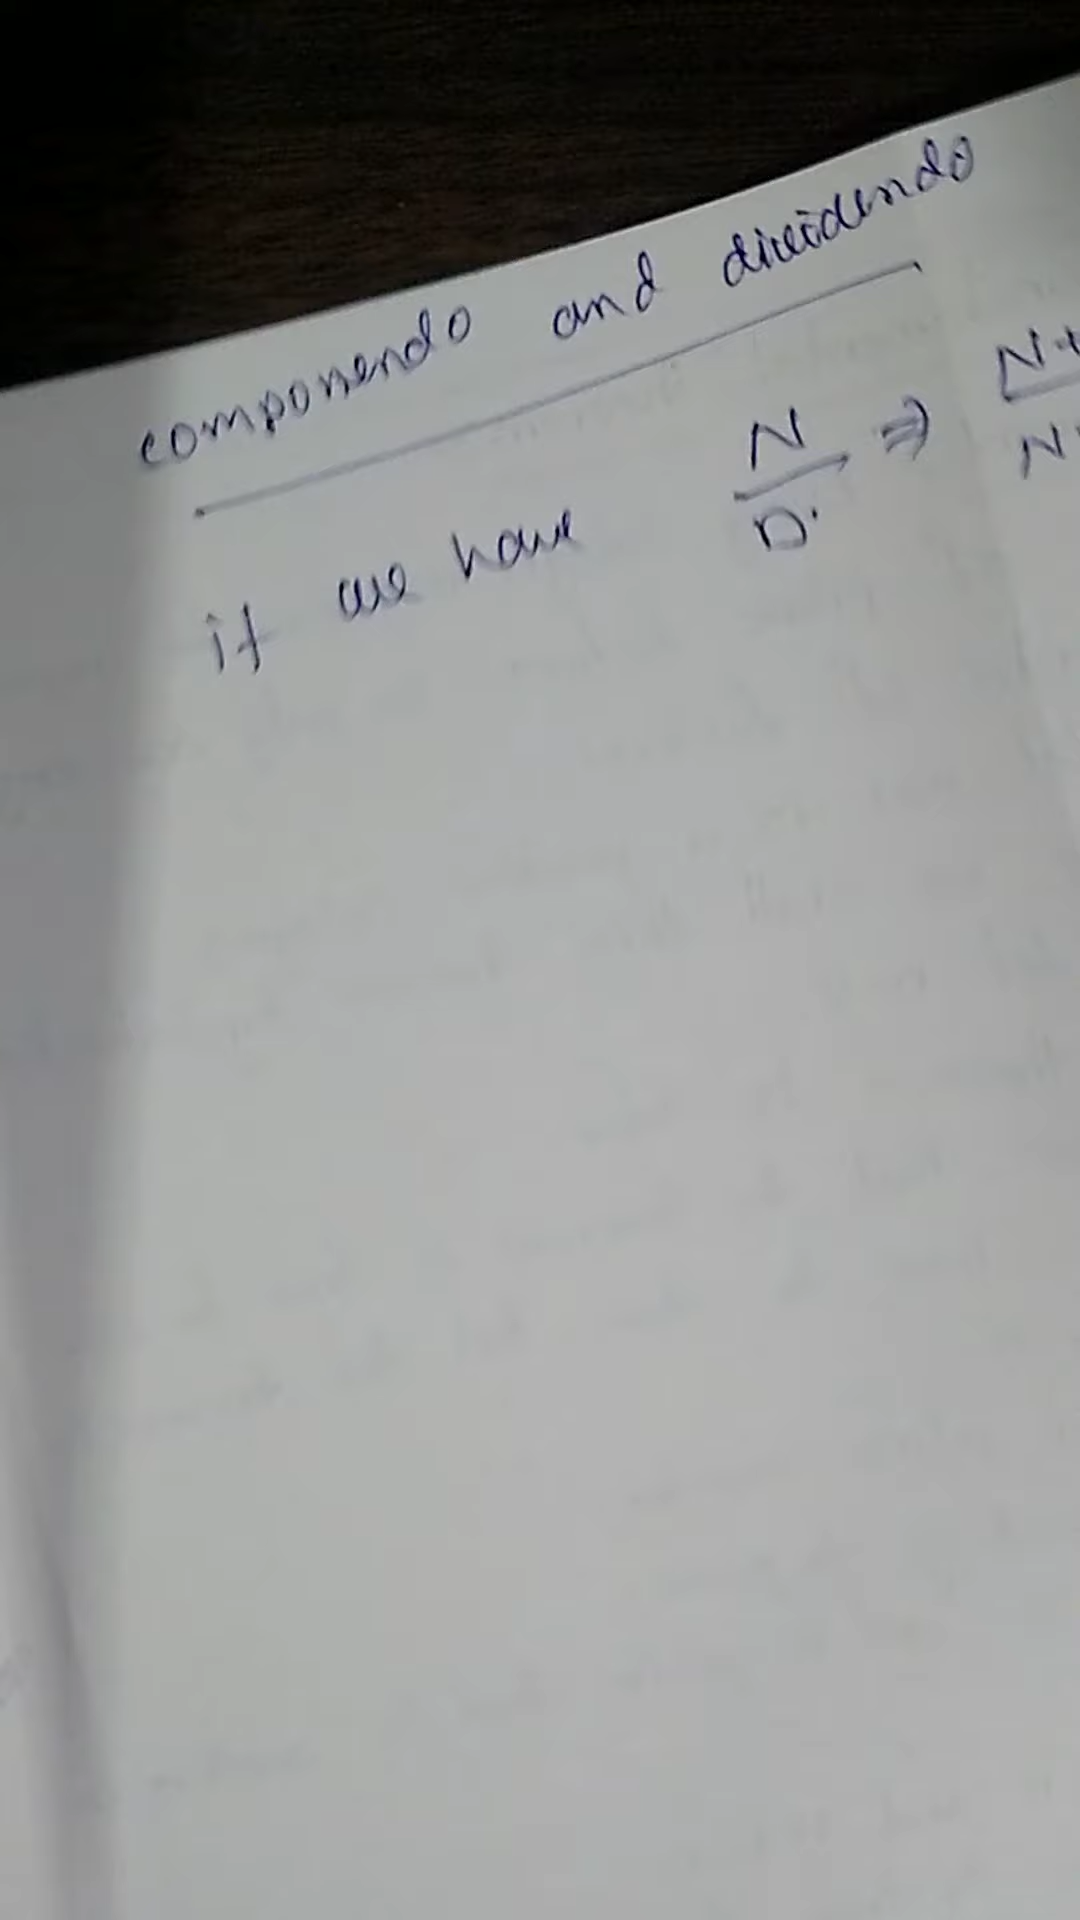 componendo and dividendo
if we have N/D. ⇒ N+/N